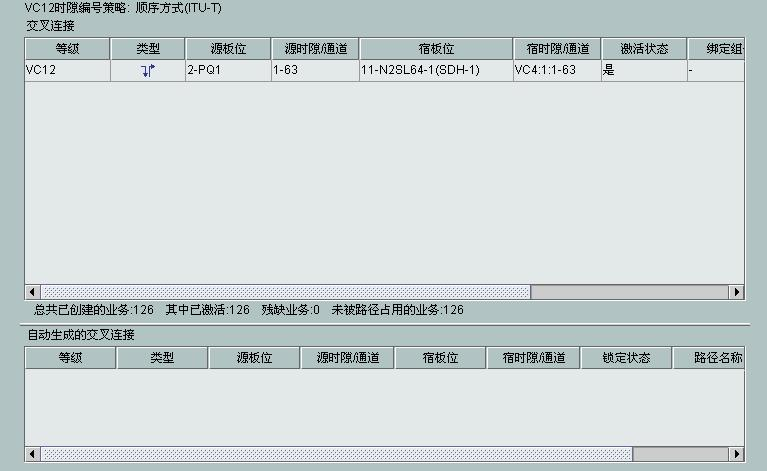 VC12时隙编号策略: 顺序方式(ITU-T)
交叉连接
等级 类型 源板位 源时隙/通道 宿板位 宿时隙/通道 激活状态 绑定组
VC12 2-PQ1 1-63 11-N2SL64-1(SDH-1) VC4:1:1-63 是 -
总共已创建的业务:126 其中已激活:126 残缺业务:0 未被路径占用的业务:126
自动生成的交叉连接
等级 类型 源板位 源时隙/通道 宿板位 宿时隙/通道 锁定状态 路径名称